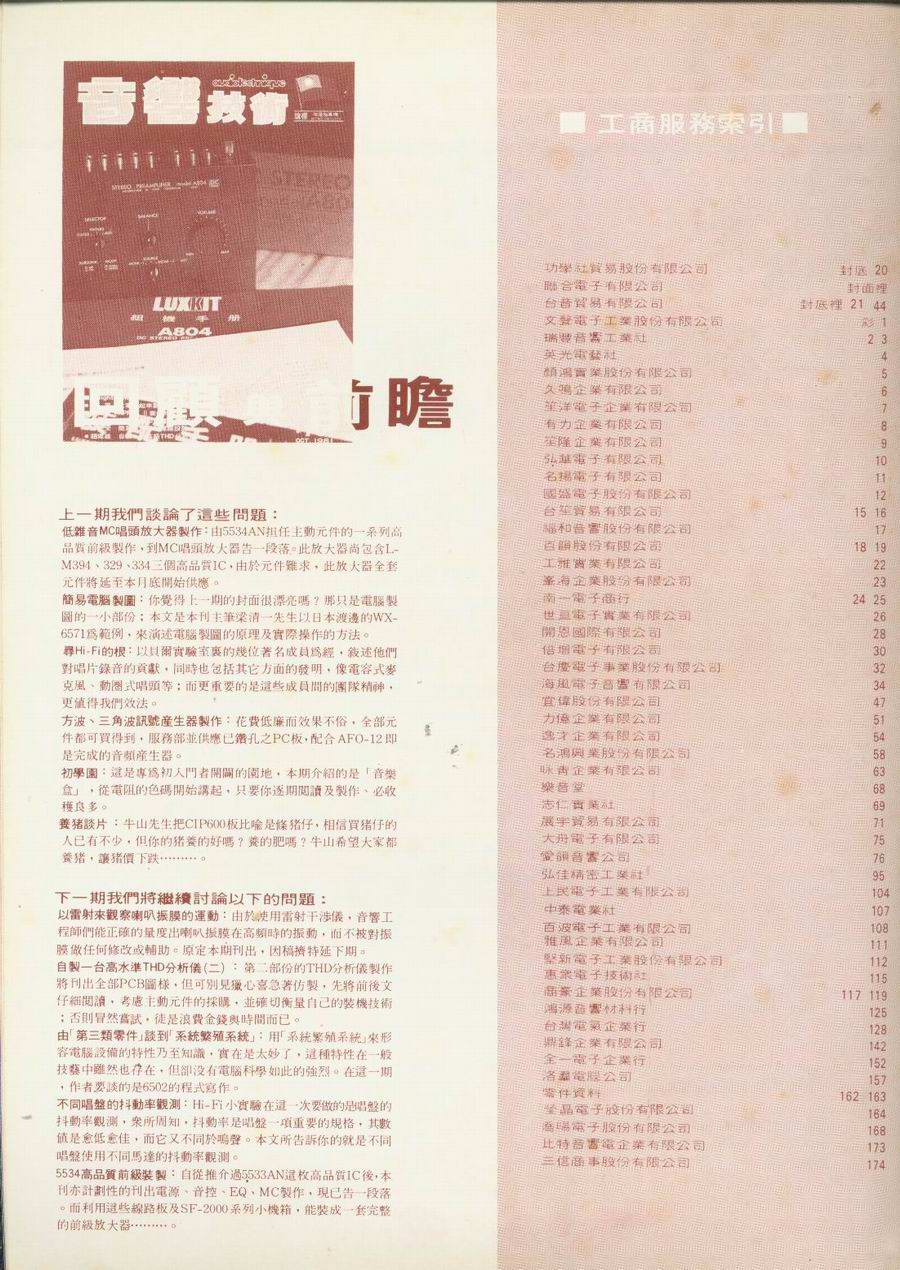 音響技術
audiotechnique
STEREO PREAMPLIFIER model A804
STEREO
A80
SELECTOR
BALANCE
VOLUME
LUXKIT
組機手册
A804
OCT. 1981
回顧與前瞻
上一期我們談論了這些問題：
低雜音MC唱頭放大器製作：由5534AN担任主動元件的一系列高
品質前級製作，到MC唱頭放大器告一段落。此放大器尚包含L-
M394、329、334三個高品質IC，由於元件難求，此放大器全套
元件將延至本月底開始供應。
簡易電腦製圖：你覺得上一期的封面很漂亮嗎？那只是電腦製
圖的一小部份；本文是本刊主筆梁清一先生以日本渡邊的WX-
6571爲範例，來演述電腦製圖的原理及實際操作的方法。
尋Hi-Fi的根：以貝爾實驗室裏的幾位著名成員爲經，敍述他們
對唱片錄音的貢獻，同時也包括其它方面的發明，像電容式麥
克風、動圈式唱頭等；而更重要的是這些成員間的團隊精神，
更値得我們效法。
方波、三角波訊號産生器製作：花費低廉而效果不俗，全部元
件都可買得到，服務部並供應已鑽孔之PC板，配合AFO-12即
是完成的音頻産生器。
初學園：這是專爲初入門者開闢的園地，本期介紹的是「音樂
盒」，從電阻的色碼開始講起，只要你逐期閱讀及製作、必收
穫良多。
養猪談片：牛山先生把CIP600板比喩是條猪仔，相信買猪仔的
人已有不少，但你的猪養的好嗎？養的肥嗎？牛山希望大家都
養猪，讓猪價下跌………。
下一期我們將繼續討論以下的問題：
以雷射來觀察喇叭振膜的運動：由於使用雷射干涉儀，音響工
程師們能正確的量度出喇叭振膜在高頻時的振動，而不被對振
膜做任何修改或輔助。原定本期刊出，因稿擠特延下期。
自製一台高水準THD分析儀(二)：第二部份的THD分析儀製作
將刊出全部PCB圖樣，但可別見獵心喜急著仿製，先將前後文
仔細閱讀，考慮主動元件的採購，並確切衡量自己的裝機技術
；否則冒然嘗試，徒是浪費金錢與時間而已。
由「第三類零件」談到「系統繁殖系統」：用「系統繁殖系統」來形
容電腦設備的特性乃至知識，實在是太妙了，這種特性在一般
技藝中雖然也存在，但卻没有電腦科學如此的強烈。在這一期
，作者要談的是6502的程式寫作。
不同唱盤的抖動率觀測：Hi-Fi小實驗在這一次要做的是唱盤的
抖動率觀測，衆所周知，抖動率是唱盤一項重要的規格，其數
値是愈低愈佳，而它又不同於鳴聲。本文所告訴你的就是不同
唱盤使用不同馬達的抖動率觀測。
5534高品質前級裝製：自從推介過5533AN這枚高品質IC後，本
刊亦計劃性的刊出電源、音控、EQ、MC製作，現已告一段落
。而利用這些線路板及SF-2000系列小機箱，能裝成一套完整
的前級放大器………。
■工商服務索引■
功學社貿易股份有限公司 封底 20
聯合電子有限公司 封面裡
台音貿易有限公司 封底裡 21 44
文聲電子工業股份有限公司 彩 1
瑞豐音響工業社 2 3
英光電藝社 4
顏鴻實業股份有限公司 5
久鳴企業有限公司 6
笙洋電子企業有限公司 7
有力企業有限公司 8
笙隆企業有限公司 9
弘華電子有限公司 10
名揚電子有限公司 11
國盛電子股份有限公司 12
台笙貿易有限公司 15 16
福和音響股份有限公司 17
百韻股份有限公司 18 19
工雅實業有限公司 22
峯海企業股份有限公司 23
南一電子商行 24 25
世亘電子實業有限公司 26
開恩國際有限公司 28
倍增電子有限公司 30
台慶電子事業股份有限公司 32
海風電子音響有限公司 34
宜偉股份有限公司 47
力億企業有限公司 51
逸才企業有限公司 54
名鴻興業股份有限公司 58
咏青企業有限公司 63
樂音堂 68
志仁實業社 69
展宇貿易有限公司 71
大舟電子有限公司 75
愛韻音響公司 76
弘佳精密工業社 95
上民電子工業有限公司 104
中泰電業社 107
百波電子工業有限公司 108
雅風企業有限公司 111
堅新電子工業股份有限公司 112
惠衆電子技術社 115
商豪企業股份有限公司 117 119
鴻源音響材料行 125
台灣電氣企業行 128
鼎鋒企業有限公司 142
全一電子企業行 152
洛羣電腦公司 157
零件資料 162 163
瑩晶電子股份有限公司 164
喬暘電子股份有限公司 168
比特音響電企業有限公司 173
三信商事股份有限公司 174